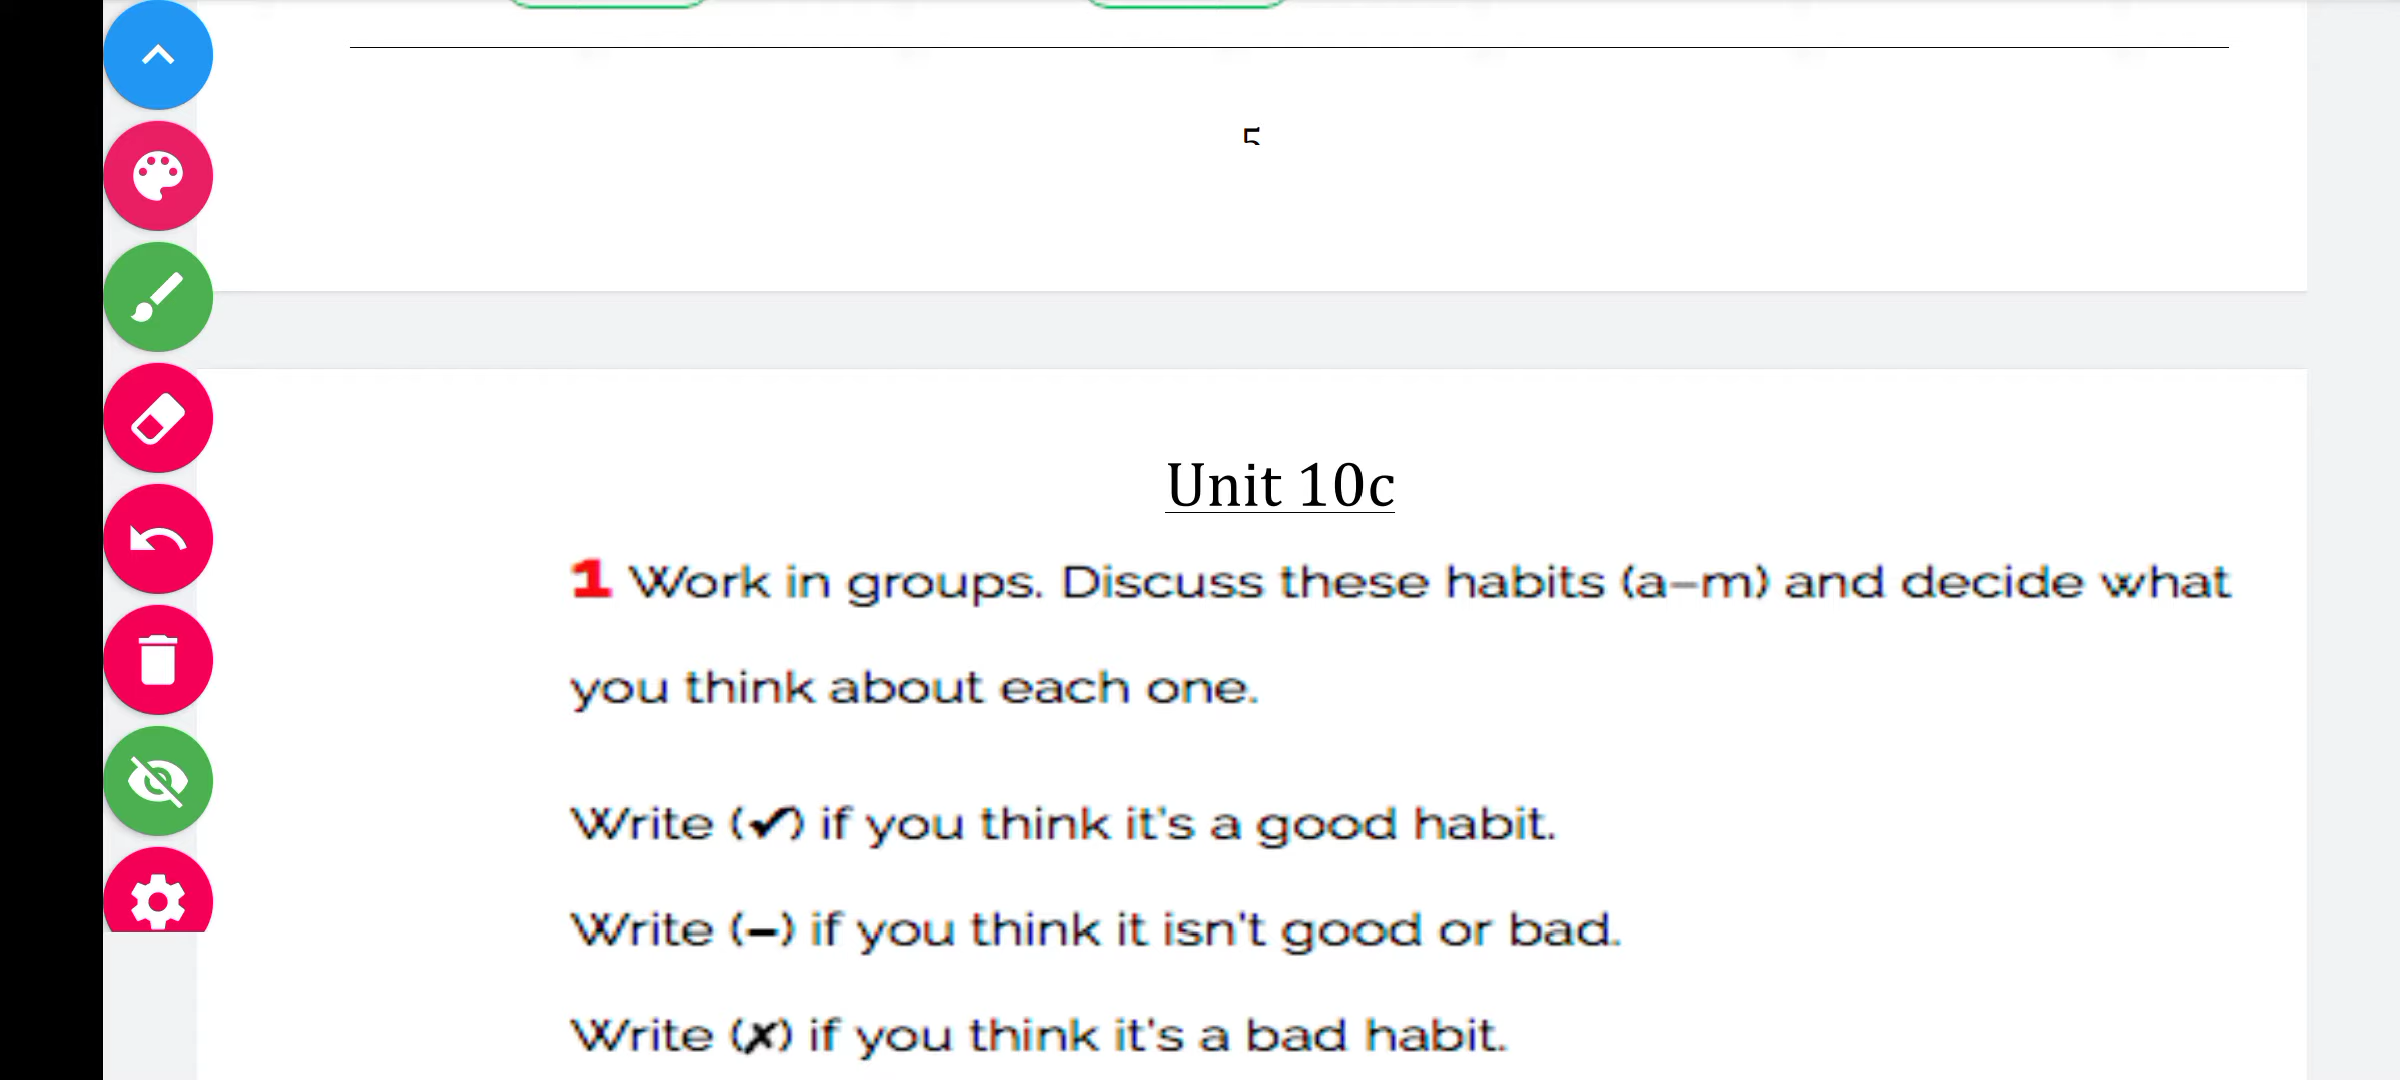 5
Unit 10c
1 Work in groups. Discuss these habits (a–m) and decide what
you think about each one.
Write (✔) if you think it's a good habit.
Write (–) if you think it isn't good or bad.
Write (✗) if you think it's a bad habit.